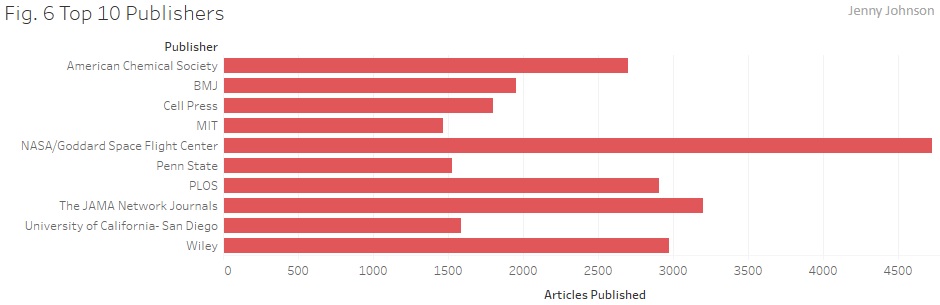 Fig. 6 Top 10 Publishers
Jenny Johnson
Publisher
American Chemical Society
BMJ
Cell Press
MIT
NASA/Goddard Space Flight Center
Penn State
PLOS
The JAMA Network Journals
University of California- San Diego
Wiley
0 500 1000 1500 2000 2500 3000 3500 4000 4500
Articles Published